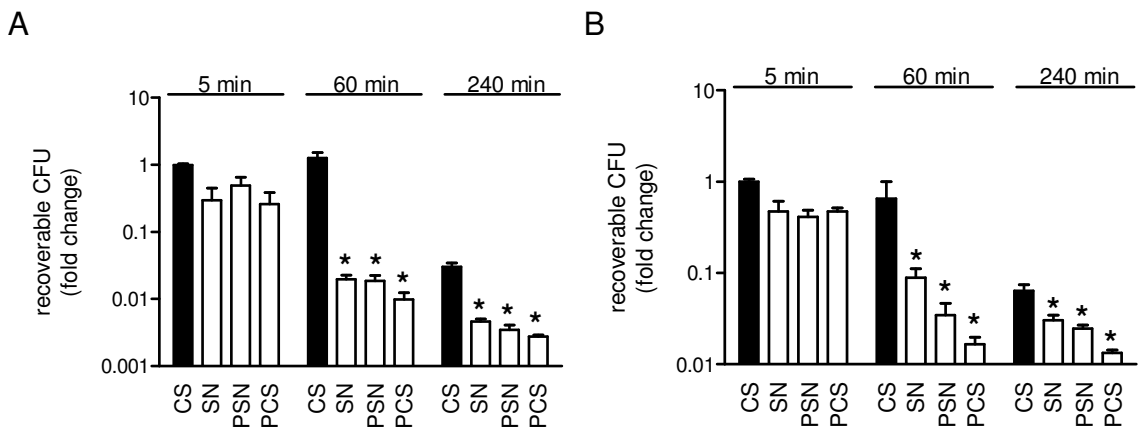 A
5 min 60 min 240 min
recoverable CFU
(fold change)
10
1
0.1
0.01
0.001
* * *
* * *
CS SN PSN PCS CS SN PSN PCS CS SN PSN PCS
B
5 min 60 min 240 min
recoverable CFU
(fold change)
10
1
0.1
0.01
* * *
* * *
CS SN PSN PCS CS SN PSN PCS CS SN PSN PCS